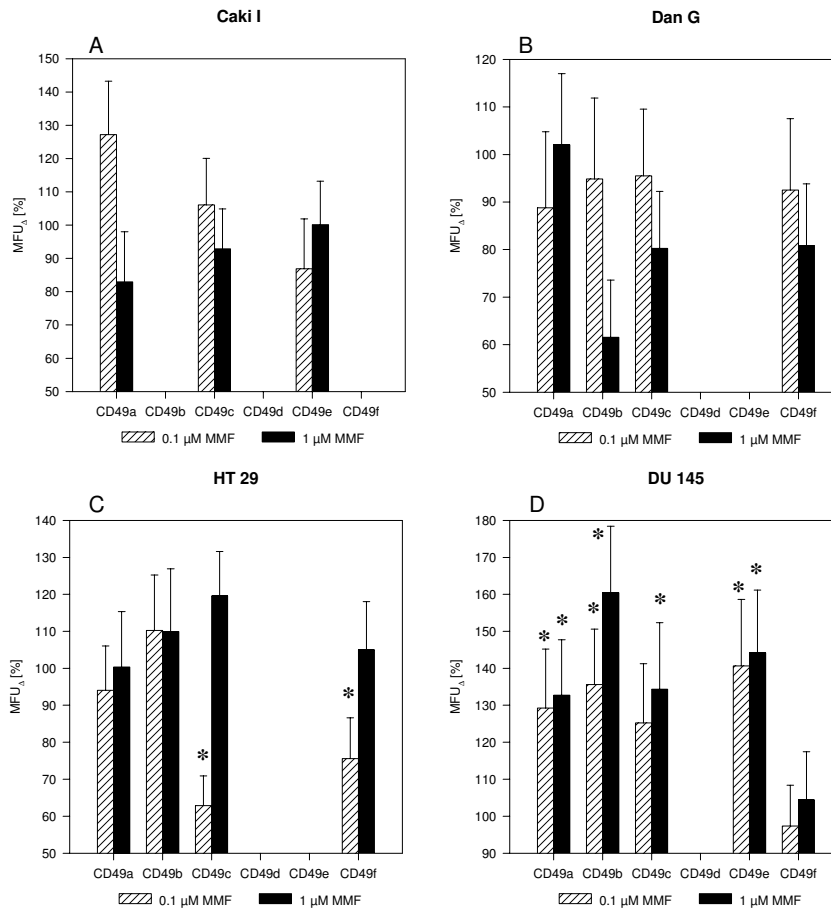 Caki I
A
150
140
130
120
110
100
90
80
70
60
50
MFU Δ [%]
CD49a CD49b CD49c CD49d CD49e CD49f
0.1 µM MMF 1 µM MMF
Dan G
B
120
110
100
90
80
70
60
50
MFU Δ [%]
CD49a CD49b CD49c CD49d CD49e CD49f
0.1 µM MMF 1 µM MMF
HT 29
C
140
130
120
110
100
90
80
70
60
50
MFU Δ [%]
*
*
CD49a CD49b CD49c CD49d CD49e CD49f
0.1 µM MMF 1 µM MMF
DU 145
D
180
170
160
150
140
130
120
110
100
90
MFU Δ [%]
* * * * * * *
CD49a CD49b CD49c CD49d CD49e CD49f
0.1 µM MMF 1 µM MMF